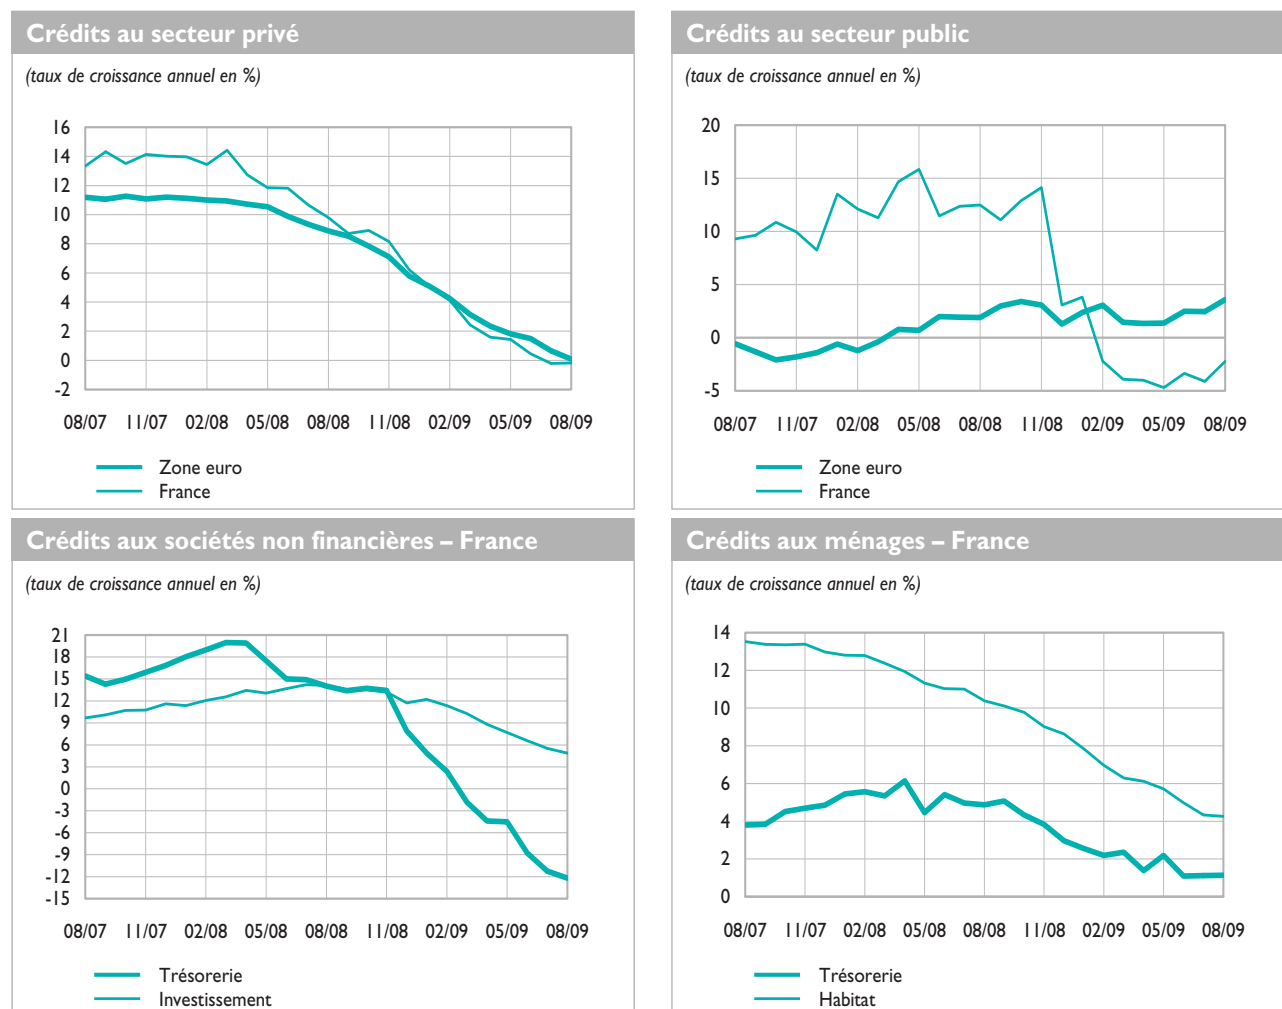 Crédits au secteur privé
(taux de croissance annuel en %)
16
14
12
10
8
6
4
2
0
-2
08/07 11/07 02/08 05/08 08/08 11/08 02/09 05/09 08/09
Zone euro
France
Crédits au secteur public
(taux de croissance annuel en %)
20
15
10
5
0
-5
08/07 11/07 02/08 05/08 08/08 11/08 02/09 05/09 08/09
Zone euro
France
Crédits aux sociétés non financières – France
(taux de croissance annuel en %)
21
18
15
12
9
6
3
0
-3
-6
-9
-12
-15
08/07 11/07 02/08 05/08 08/08 11/08 02/09 05/09 08/09
Trésorerie
Investissement
Crédits aux ménages – France
(taux de croissance annuel en %)
14
12
10
8
6
4
2
0
08/07 11/07 02/08 05/08 08/08 11/08 02/09 05/09 08/09
Trésorerie
Habitat